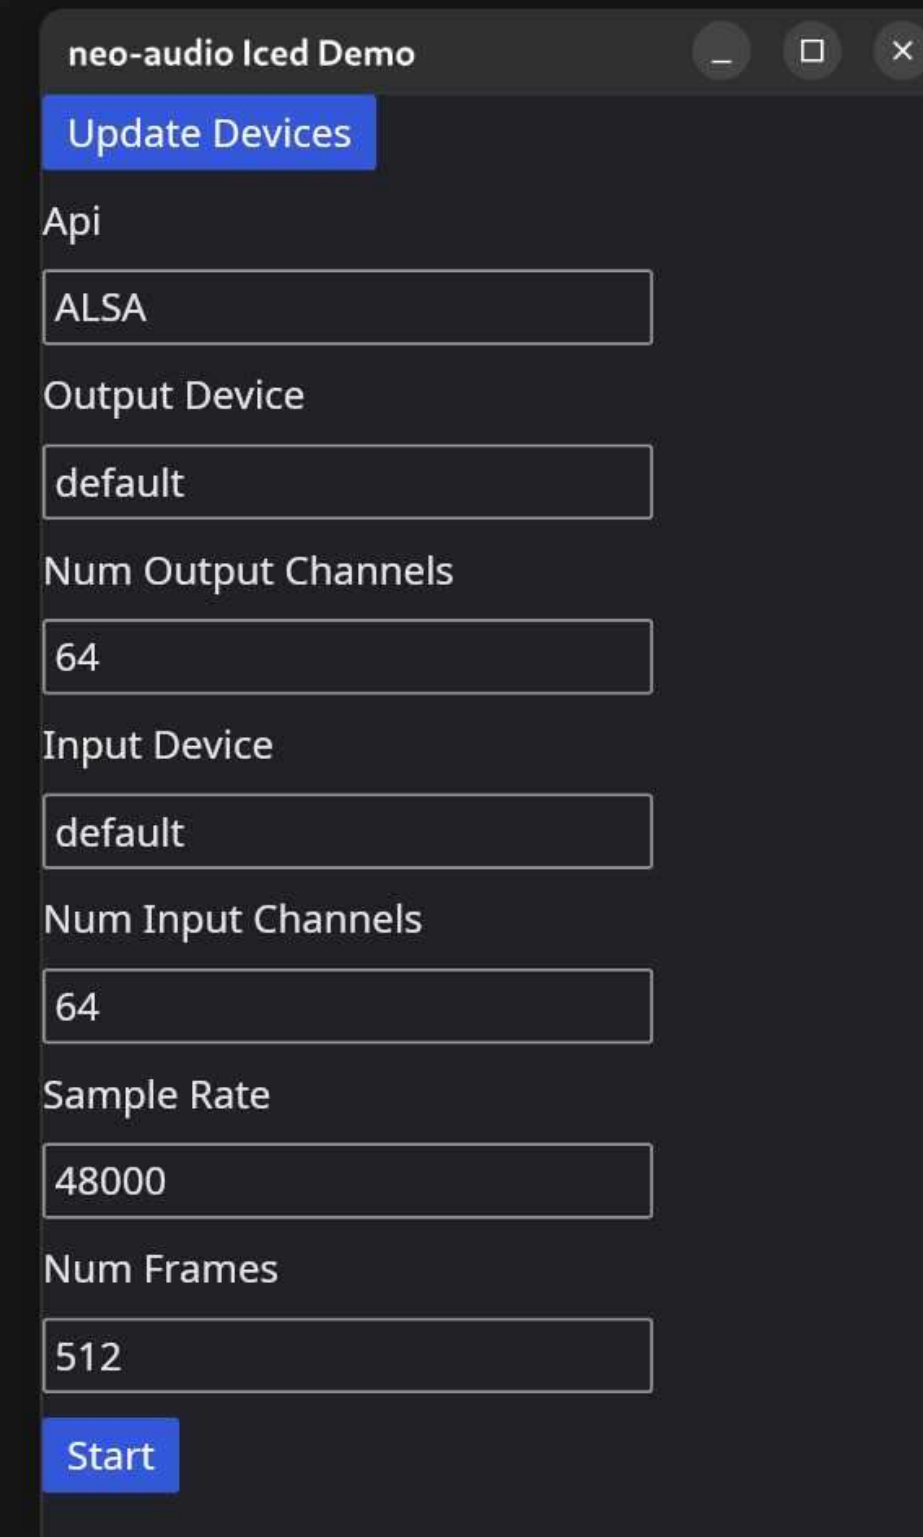 neo-audio Iced Demo
Update Devices
Api
ALSA
Output Device
default
Num Output Channels
64
Input Device
default
Num Input Channels
64
Sample Rate
48000
Num Frames
512
Start